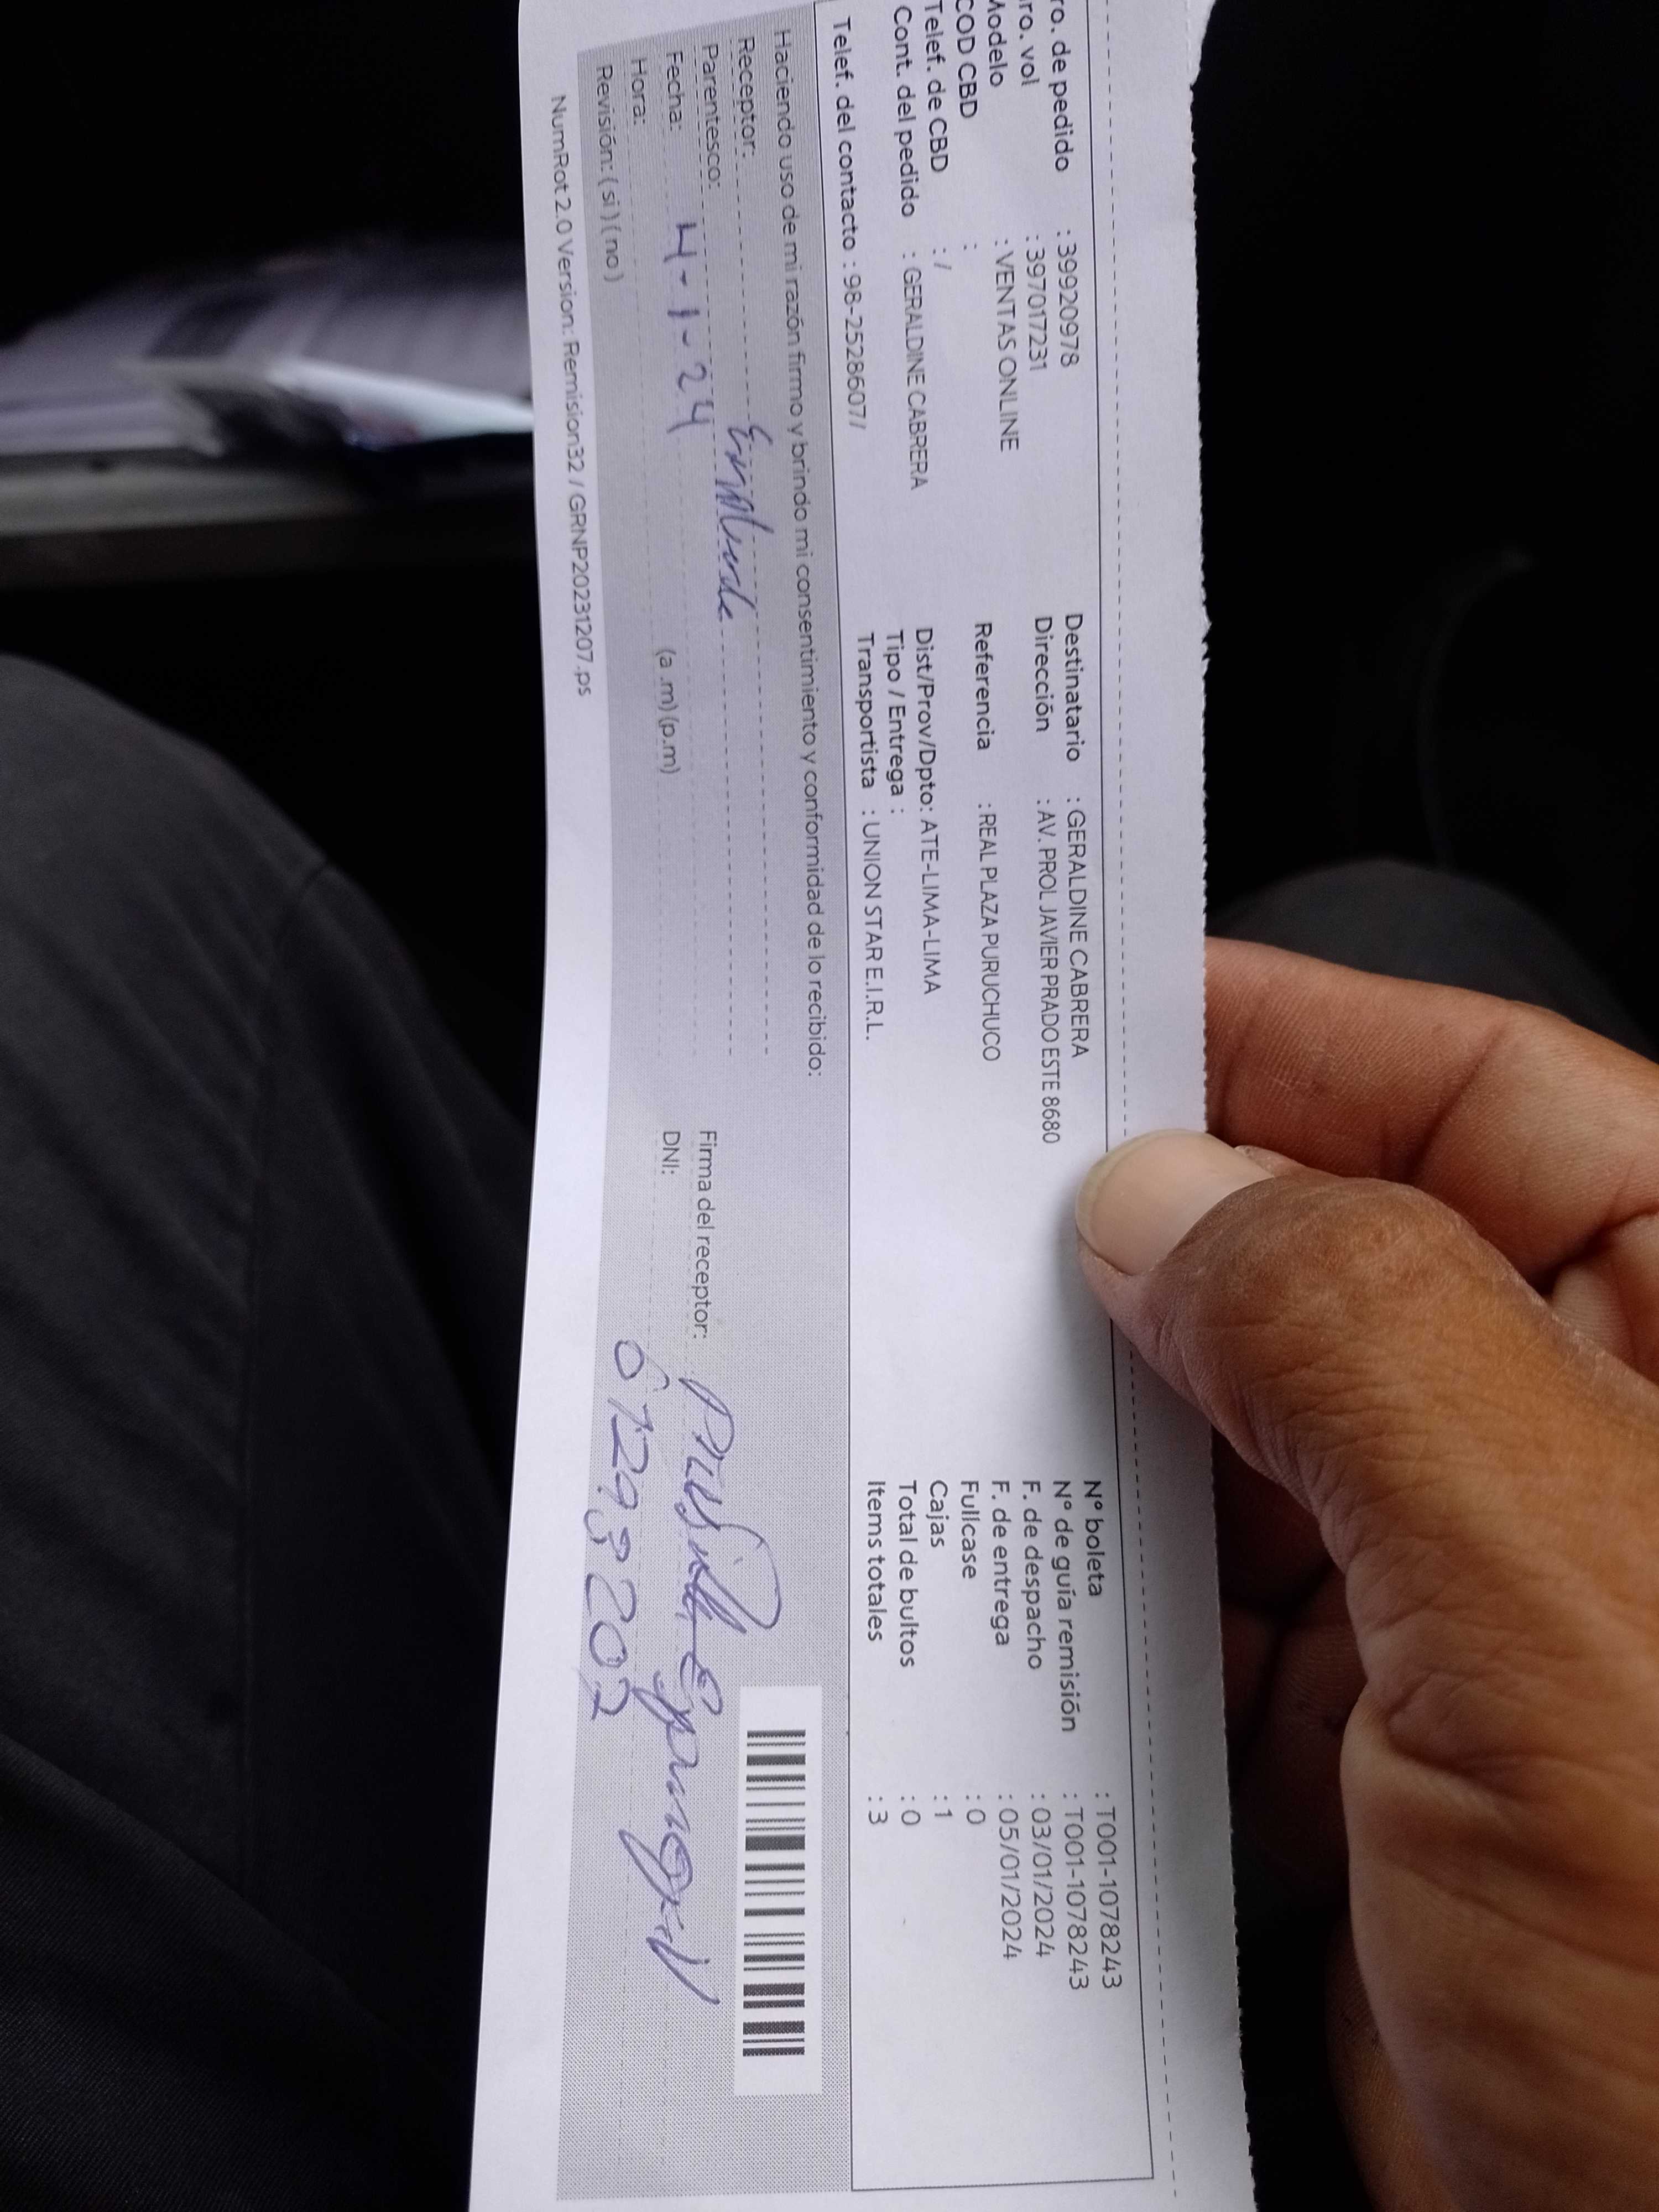 ro. de pedido : 39920978
ro. vol : 397017231
Modelo : VENTAS ONLINE
COD CBD :
Telef. de CBD : /
Cont. del pedido : GERALDINE CABRERA
Telef. del contacto : 98-2528607/
Destinatario : GERALDINE CABRERA
Dirección : AV. PROL JAVIER PRADO ESTE 8680
Referencia : REAL PLAZA PURUCHUCO
Dist/Prov/Dpto: ATE-LIMA-LIMA
Tipo / Entrega :
Transportista : UNION STAR E.I.R.L.
N° boleta : T001-1078243
N° de guía remisión : T001-1078243
F. de despacho : 03/01/2024
F. de entrega : 05/01/2024
Fullcase : 0
Cajas : 1
Total de bultos : 0
Items totales : 3
Haciendo uso de mi razón firmo y brindo mi consentimiento y conformidad de lo recibido:
Receptor:
Parentesco:
Fecha: 4-1-24
Hora: (a .m) (p.m)
Revisión: ( si ) ( no )
Firma del receptor:
DNI:
NumRot 2.0 Version: Remision32 / GRNP20231207.ps